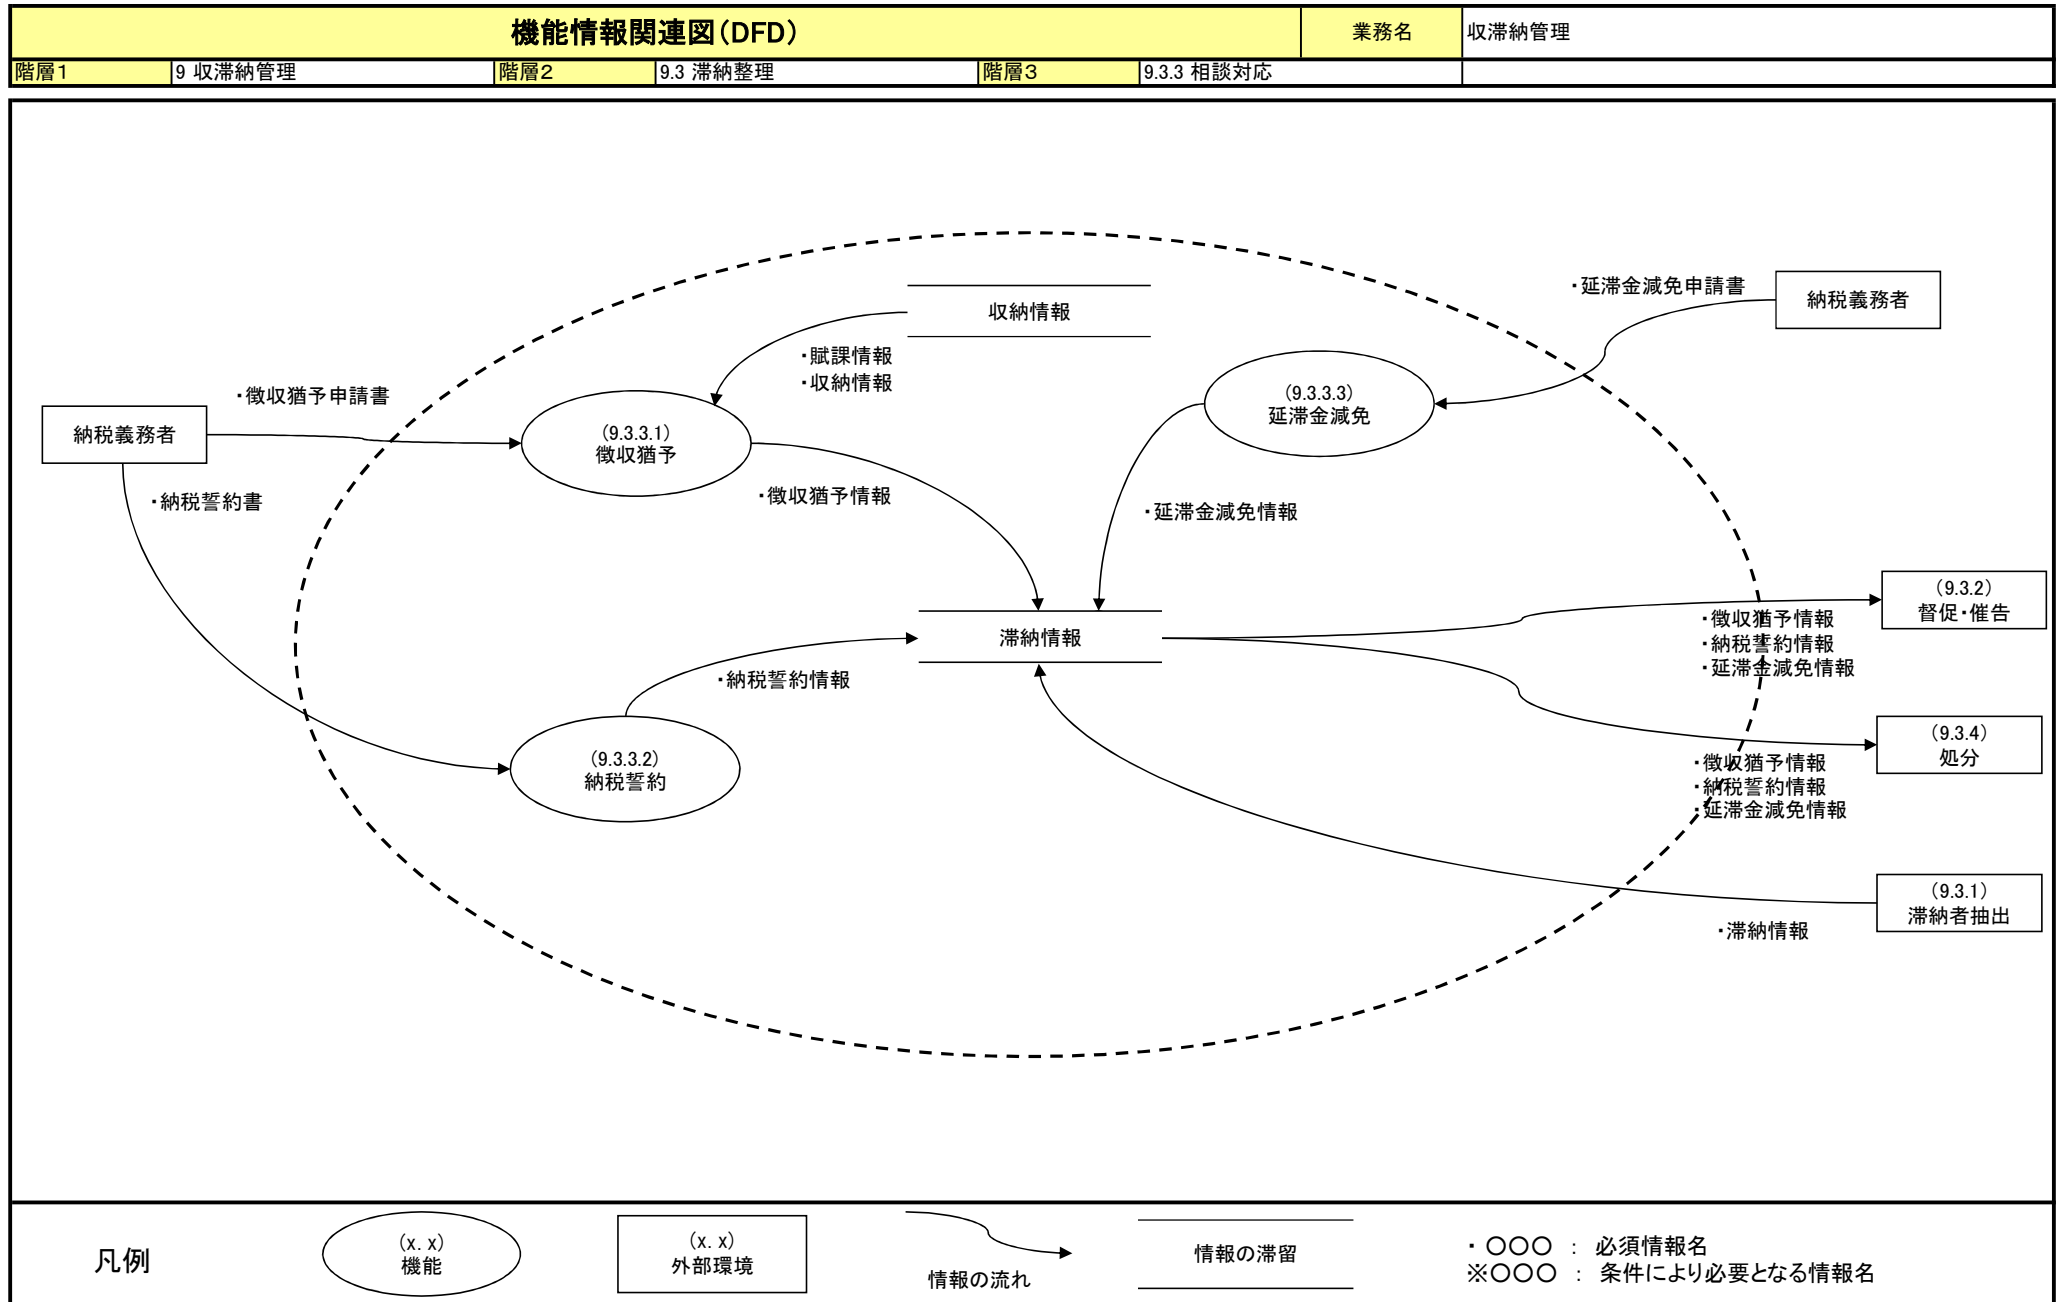 機能情報関連図(DFD)
業務名
収滞納管理
階層1
9 収滞納管理
階層2
9.3 滞納整理
階層3
9.3.3 相談対応
・延滞金減免申請書
納税義務者
収納情報
・賦課情報
・収納情報
(9.3.3.3)
延滞金減免
・徴収猶予申請書
納税義務者
(9.3.3.1)
徴収猶予
・納税誓約書
・徴収猶予情報
・延滞金減免情報
(9.3.2)
督促・催告
・徴収猶予情報
・納税誓約情報
・延滞金減免情報
滞納情報
・納税誓約情報
(9.3.3.2)
納税誓約
(9.3.4)
処分
・徴収猶予情報
・納税誓約情報
・延滞金減免情報
(9.3.1)
滞納者抽出
・滞納情報
凡例
(x. x)
機能
(x. x)
外部環境
情報の流れ
情報の滞留
・ ○○○ : 必須情報名
※○○○ : 条件により必要となる情報名